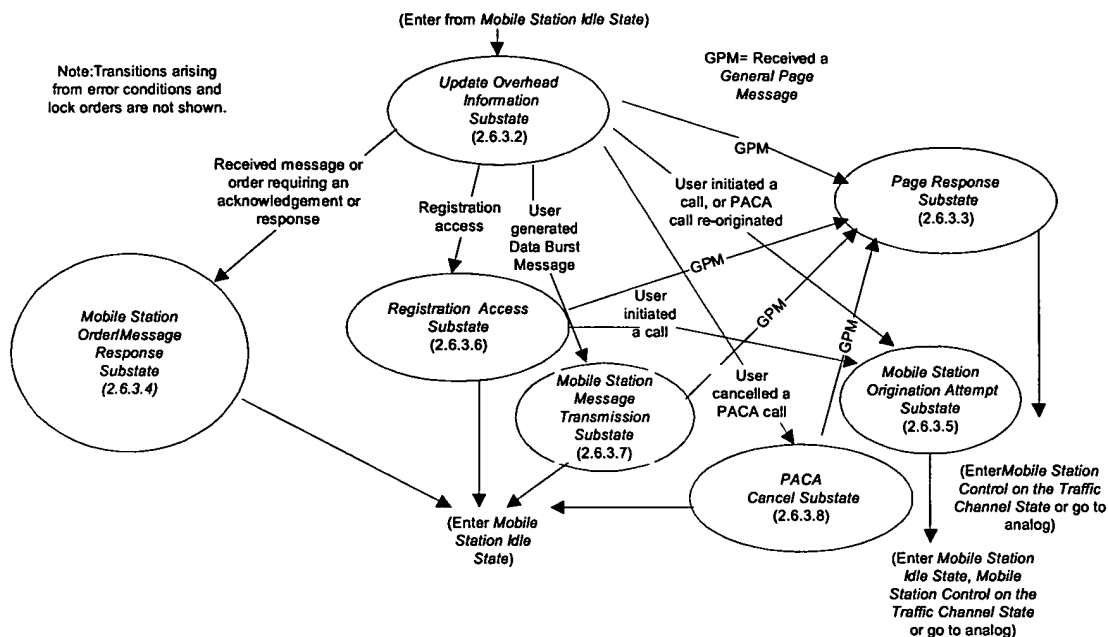 (Enter from Mobile Station Idle State)
Note:Transitions arising
from error conditions and
lock orders are not shown.
Update Overhead
Information
Substate
(2.6.3.2)
GPM= Received a
General Page
Message
GPM
Received message or
order requiring an
acknowledgement or
response
Registration
access
User
generated
Data Burst
Message
User initiated a
call, or PACA
call re-originated
Page Response
Substate
(2.6.3.3)
GPM
Mobile Station
Order/Message
Response
Substate
(2.6.3.4)
Registration Access
Substate
(2.6.3.6)
User
initiated
a call
GPM
GPM
Mobile Station
Message
Transmission
Substate
(2.6.3.7)
User
cancelled a
PACA call
Mobile Station
Origination Attempt
Substate
(2.6.3.5)
PACA
Cancel Substate
(2.6.3.8)
(EnterMobile Station
Control on the Traffic
Channel State or go to
analog)
(Enter Mobile
Station Idle
State)
(Enter Mobile Station
Idle State, Mobile
Station Control on the
Traffic Channel State
or go to analog)